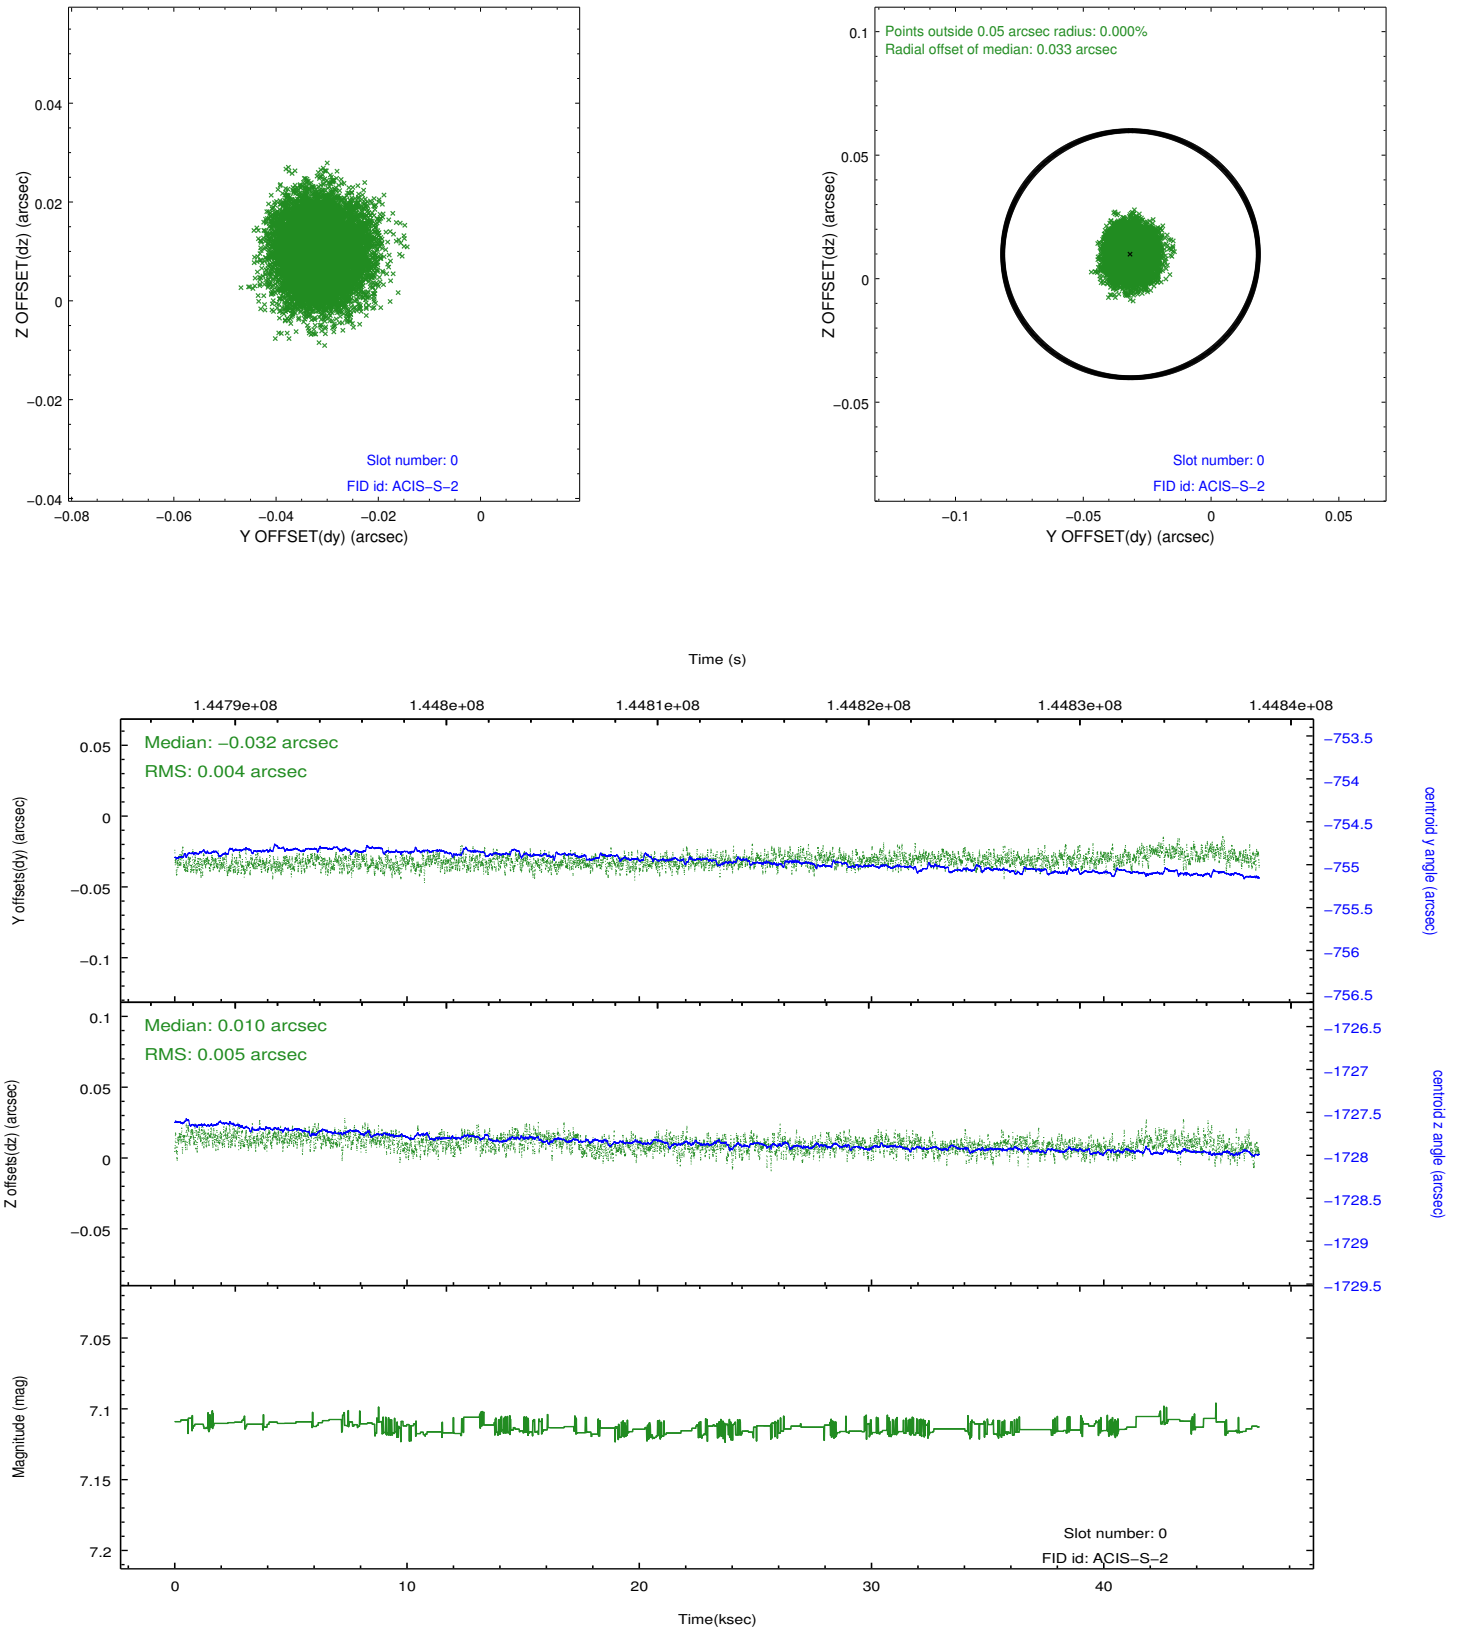 0.04
0.02
0
−0.02
−0.04
Z OFFSET(dz) (arcsec)
Slot number: 0
FID id: ACIS−S−2
−0.08
−0.06
−0.04
−0.02
0
Y OFFSET(dy) (arcsec)
Points outside 0.05 arcsec radius: 0.000%
Radial offset of median: 0.033 arcsec
0.1
0.05
0
−0.05
Z OFFSET(dz) (arcsec)
Slot number: 0
FID id: ACIS−S−2
−0.1
−0.05
0
0.05
Y OFFSET(dy) (arcsec)
Time (s)
1.4479e+08
1.448e+08
1.4481e+08
1.4482e+08
1.4483e+08
1.4484e+08
Median: −0.032 arcsec
RMS: 0.004 arcsec
0.05
0
−0.05
−0.1
Y offsets(dy) (arcsec)
−753.5
−754
−754.5
−755
−755.5
−756
−756.5
centroid y angle (arcsec)
Median: 0.010 arcsec
RMS: 0.005 arcsec
0.1
0.05
0
−0.05
Z offsets(dz) (arcsec)
−1726.5
−1727
−1727.5
−1728
−1728.5
−1729
−1729.5
centroid z angle (arcsec)
7.05
7.1
7.15
7.2
Magnitude (mag)
Slot number: 0
FID id: ACIS−S−2
0
10
20
30
40
Time(ksec)